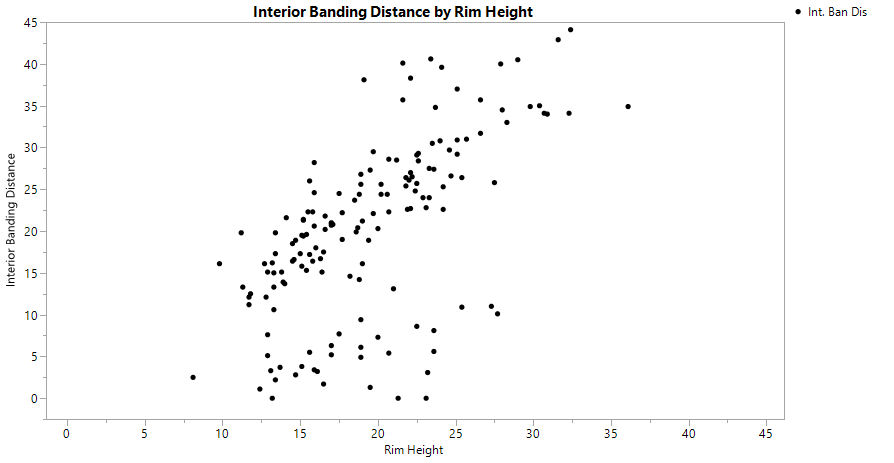 Interior Banding Distance by Rim Height
Int. Ban Dis
45
40
35
30
25
20
15
10
5
0
Interior Banding Distance
0 5 10 15 20 25 30 35 40 45
Rim Height